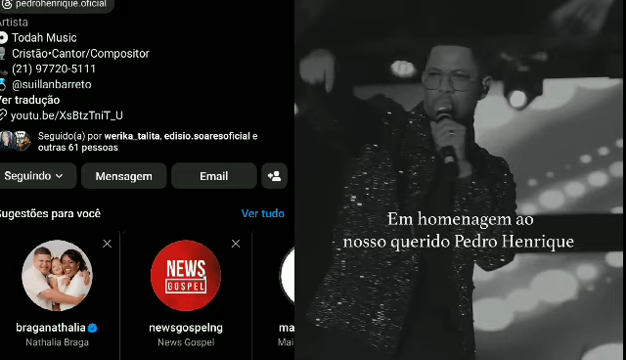 pedrohenrique.oficial
Artista
Todah Music
Cristão•Cantor/Compositor
(21) 97720-5111
@suillanbarreto
Ver tradução
youtu.be/XsBtzTniT_U
Seguido(a) por werika_talita, edisio.soaresoficial e
outras 61 pessoas
Seguindo
Mensagem
Email
Sugestões para você
Ver tudo
NEWS
GOSPEL
braganathalia
newsgospelng
ma
Nathalia Braga
News Gospel
Mai
Em homenagem ao
nosso querido Pedro Henrique